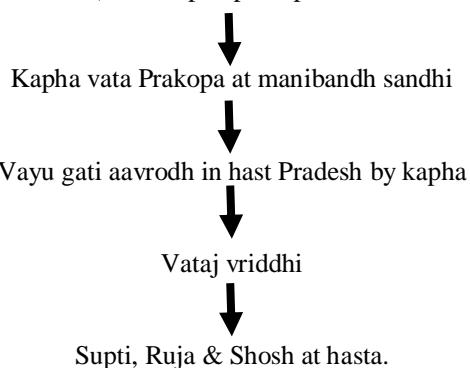 Kapha vata Prakopa at manibandh sandhi
Vayu gati aavrodh in hast Pradesh by kapha
Vataj vriddhi
Supti, Ruja & Shosh at hasta.